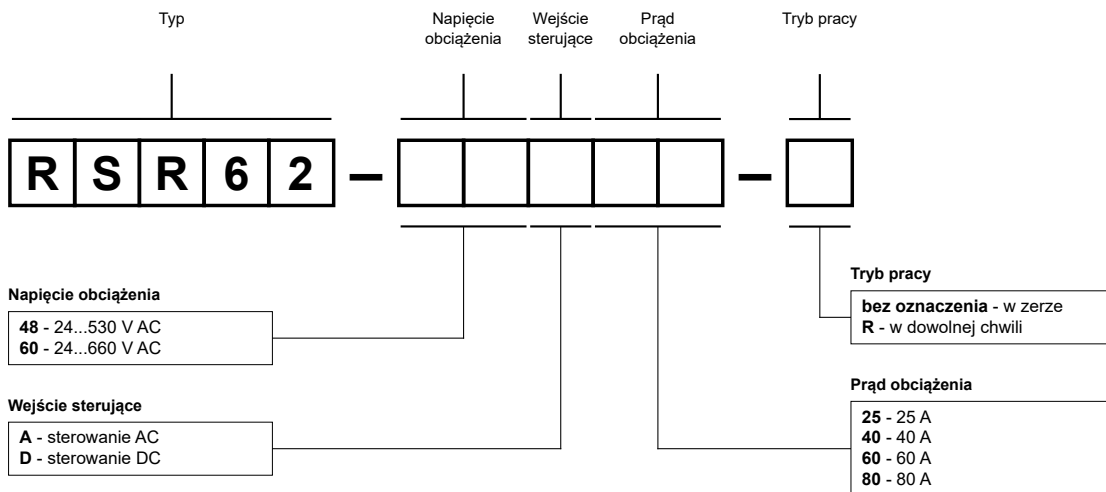 Typ
Napięcie
obciążenia
Wejście
sterujące
Prąd
obciążenia
Tryb pracy
R S R 6 2 – –
Napięcie obciążenia
48 - 24...530 V AC
60 - 24...660 V AC
Wejście sterujące
A - sterowanie AC
D - sterowanie DC
Tryb pracy
bez oznaczenia - w zerze
R - w dowolnej chwili
Prąd obciążenia
25 - 25 A
40 - 40 A
60 - 60 A
80 - 80 A